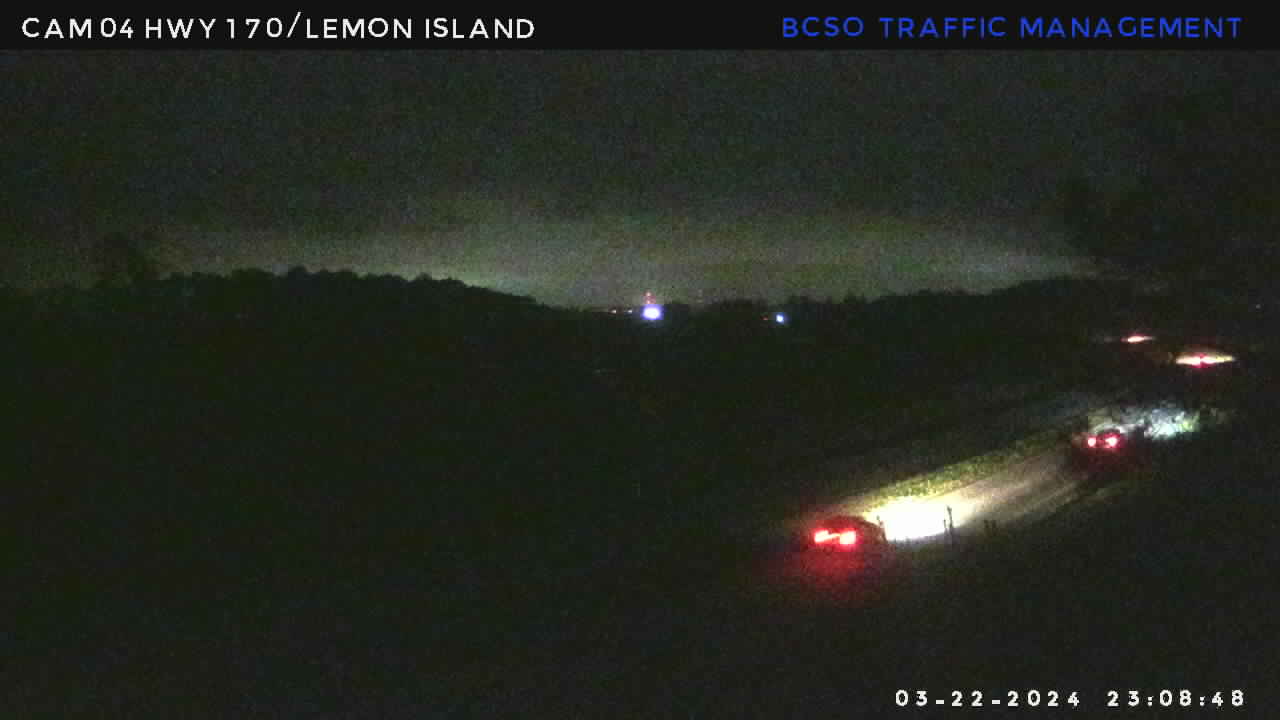 CAM04 HWY 170/LEMON ISLAND
BCSO TRAFFIC MANAGEMENT
03-22-2024 23:08:48